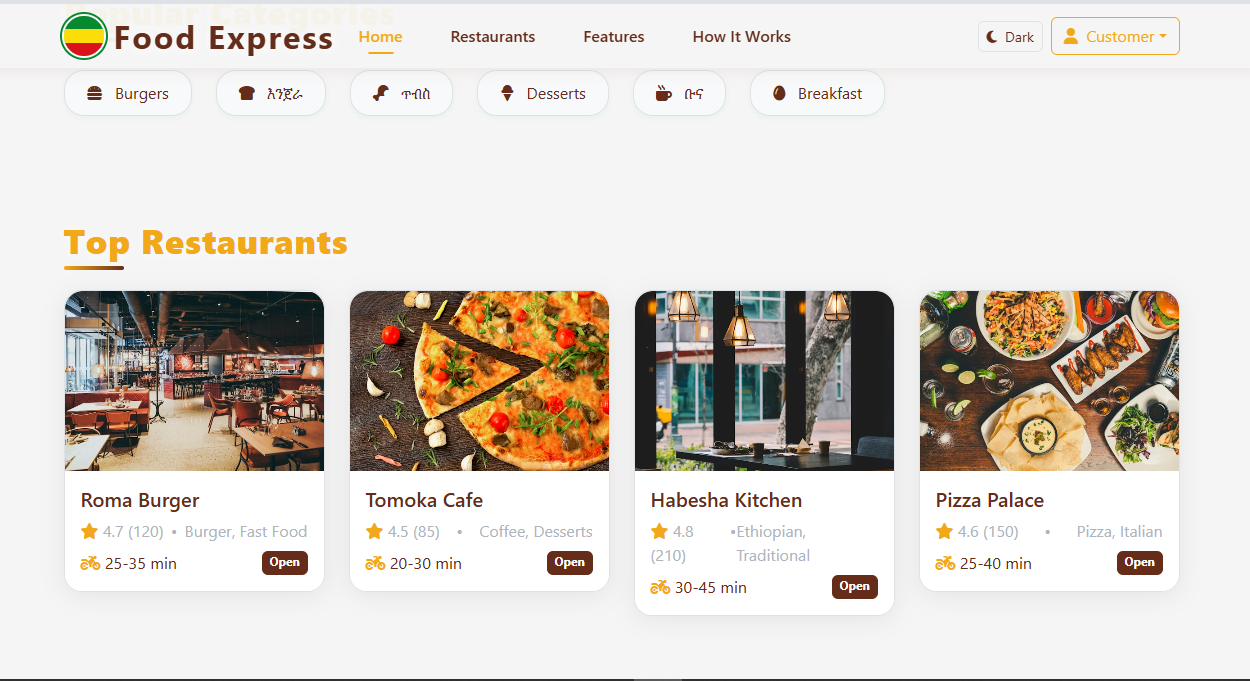 Popular Categories
Food Express
Home
Restaurants
Features
How It Works
Dark
Customer
Burgers
እንጀራ
ጥብስ
Desserts
ቡና
Breakfast
Top Restaurants
Roma Burger
4.7 (120) • Burger, Fast Food
25-35 min
Open
Tomoka Cafe
4.5 (85) • Coffee, Desserts
20-30 min
Open
Habesha Kitchen
4.8 (210) • Ethiopian, Traditional
30-45 min
Open
Pizza Palace
4.6 (150) • Pizza, Italian
25-40 min
Open